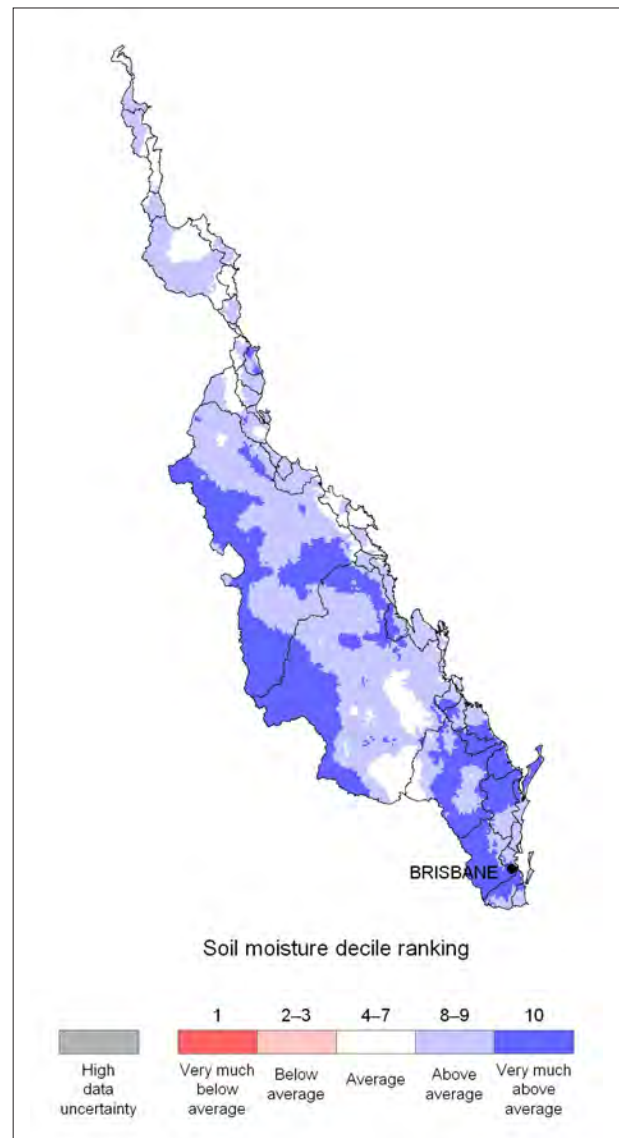 BRISBANE
Soil moisture decile ranking
1 2–3 4–7 8–9 10
High data uncertainty
Very much below average
Below average
Average
Above average
Very much above average